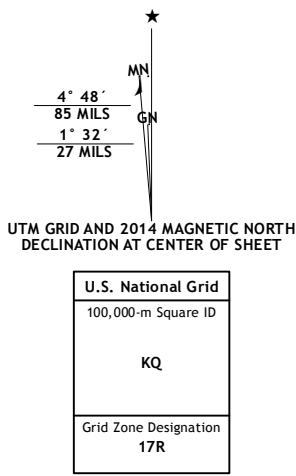 ★
MN
4° 48´
85 MILS
GN
1° 32´
27 MILS
UTM GRID AND 2014 MAGNETIC NORTH
DECLINATION AT CENTER OF SHEET
U.S. National Grid
100,000-m Square ID
KQ
Grid Zone Designation
17R